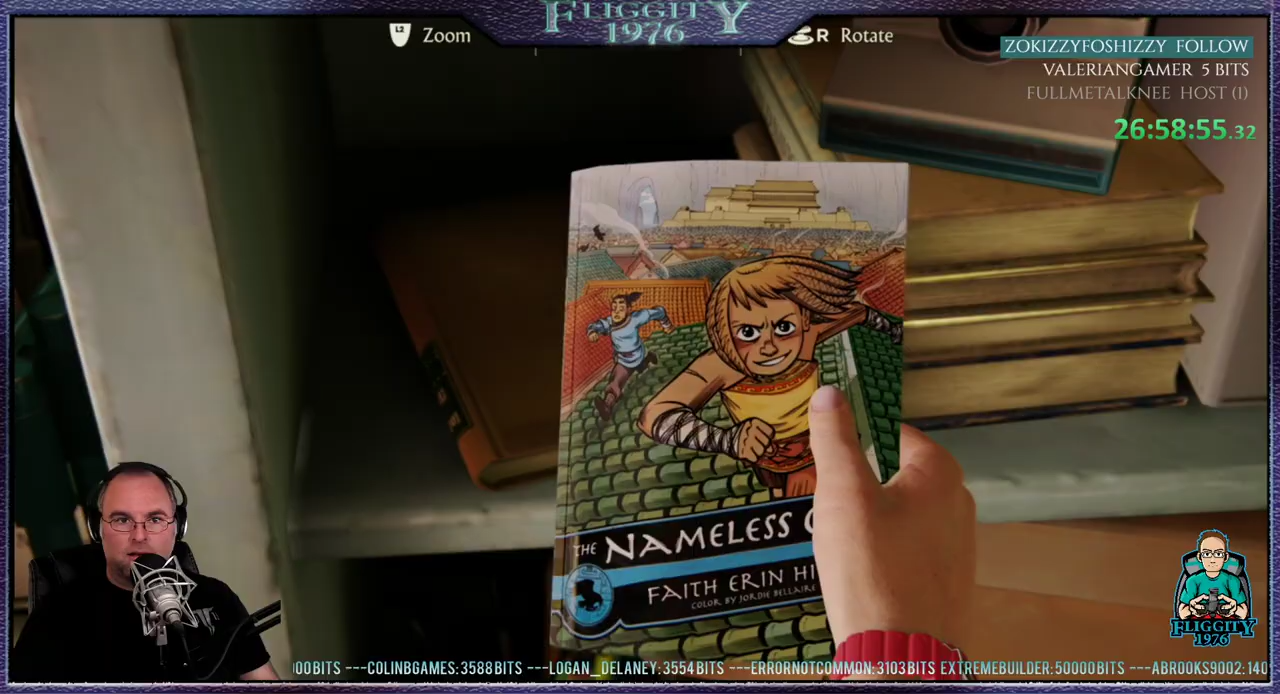 FLIGGITY
1976
L2 Zoom
R Rotate
ZOKIZZYFOSHIZZY FOLLOW
VALERIANGAMER 5 BITS
FULLMETALKNEE HOST (1)
26:58:55.32
THE NAMELESS C
FAITH ERIN HI
COLOR BY JORDIE BELLAIRE
FLIGGITY
1976
00BITS ---COLINBGAMES:3588BITS ---LOGAN_DELANEY:3554BITS ---ERRORNOTCOMMON:3103BITS EXTREMEBUILDER:50000BITS ---ABROOKS9002:140